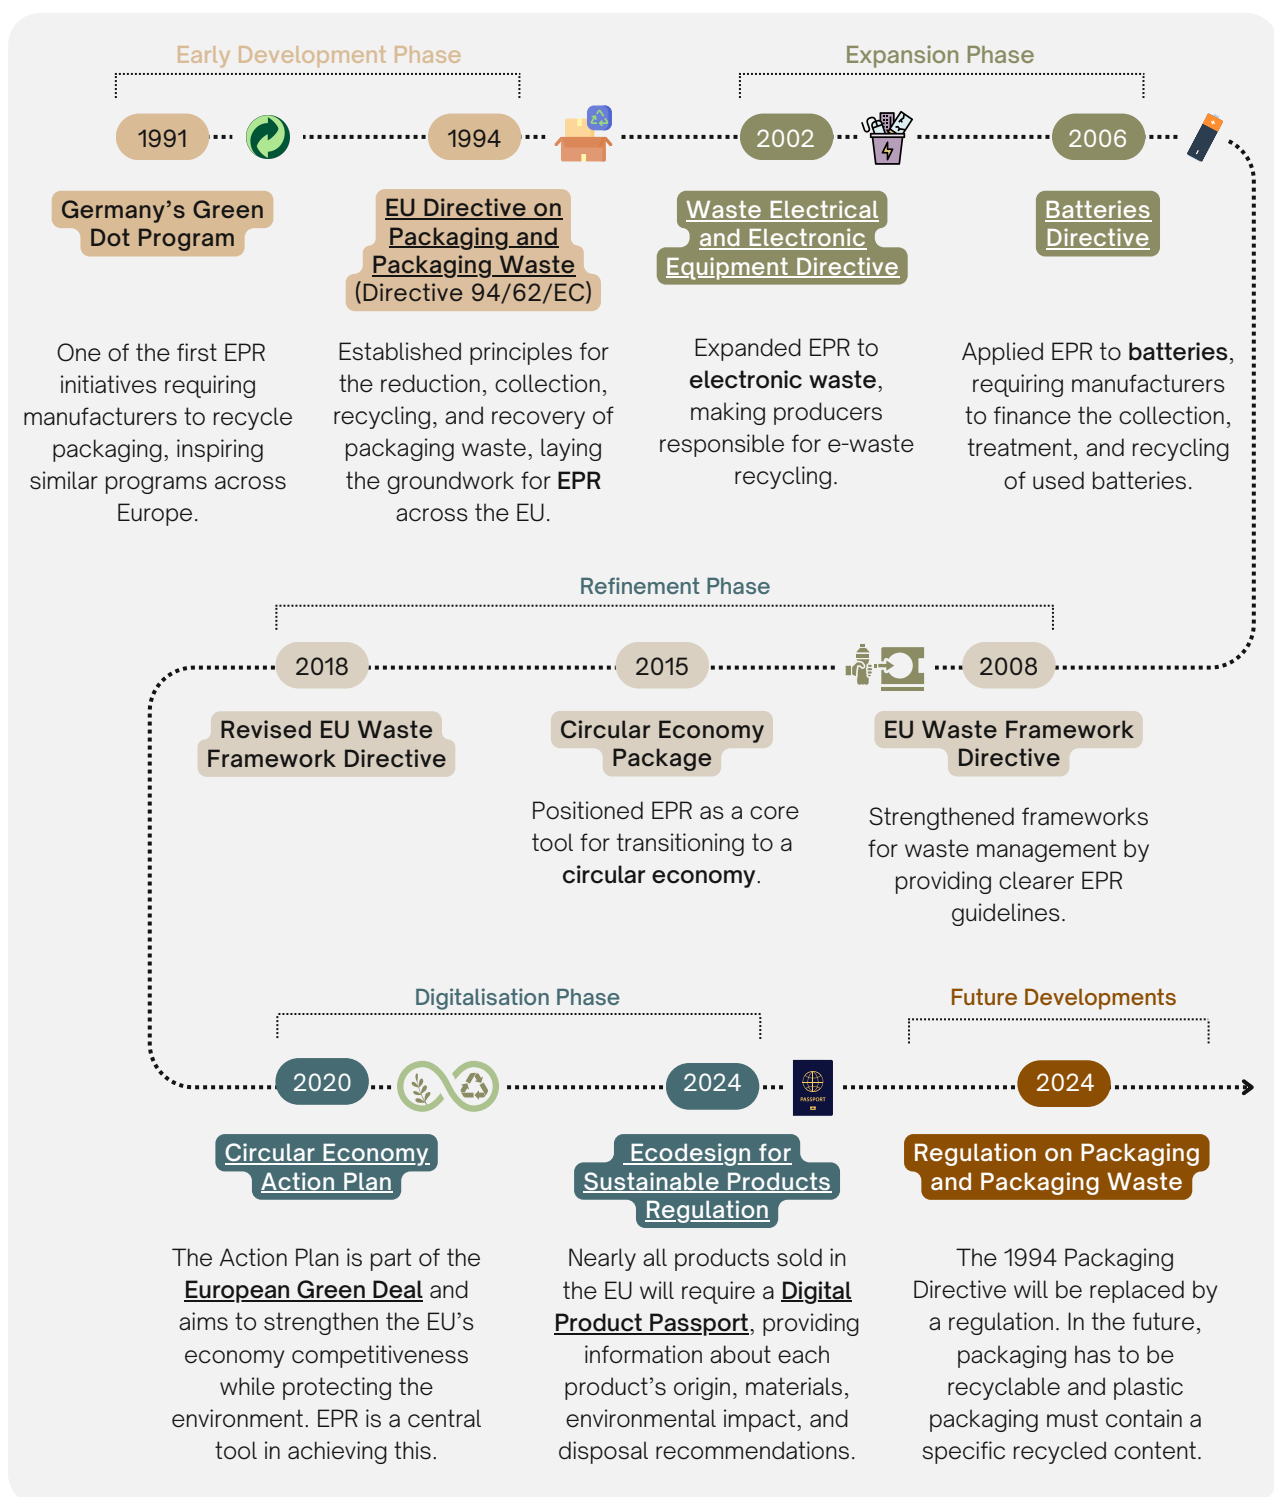 Early Development Phase
Expansion Phase
1991
1994
2002
2006
Germany’s Green
Dot Program
EU Directive on
Packaging and
Packaging Waste
(Directive 94/62/EC)
Waste Electrical
and Electronic
Equipment Directive
Batteries
Directive
One of the first EPR
initiatives requiring
manufacturers to recycle
packaging, inspiring
similar programs across
Europe.
Established principles for
the reduction, collection,
recycling, and recovery of
packaging waste, laying
the groundwork for EPR
across the EU.
Expanded EPR to
electronic waste,
making producers
responsible for e-waste
recycling.
Applied EPR to batteries,
requiring manufacturers
to finance the collection,
treatment, and recycling
of used batteries.
Refinement Phase
2018
2015
2008
Revised EU Waste
Framework Directive
Circular Economy
Package
EU Waste Framework
Directive
Positioned EPR as a core
tool for transitioning to a
circular economy.
Strengthened frameworks
for waste management by
providing clearer EPR
guidelines.
Digitalisation Phase
Future Developments
2020
2024
PASSPORT
2024
Circular Economy
Action Plan
Ecodesign for
Sustainable Products
Regulation
Regulation on Packaging
and Packaging Waste
The Action Plan is part of the
European Green Deal and
aims to strengthen the EU’s
economy competitiveness
while protecting the
environment. EPR is a central
tool in achieving this.
Nearly all products sold in
the EU will require a Digital
Product Passport, providing
information about each
product’s origin, materials,
environmental impact, and
disposal recommendations.
The 1994 Packaging
Directive will be replaced by
a regulation. In the future,
packaging has to be
recyclable and plastic
packaging must contain a
specific recycled content.